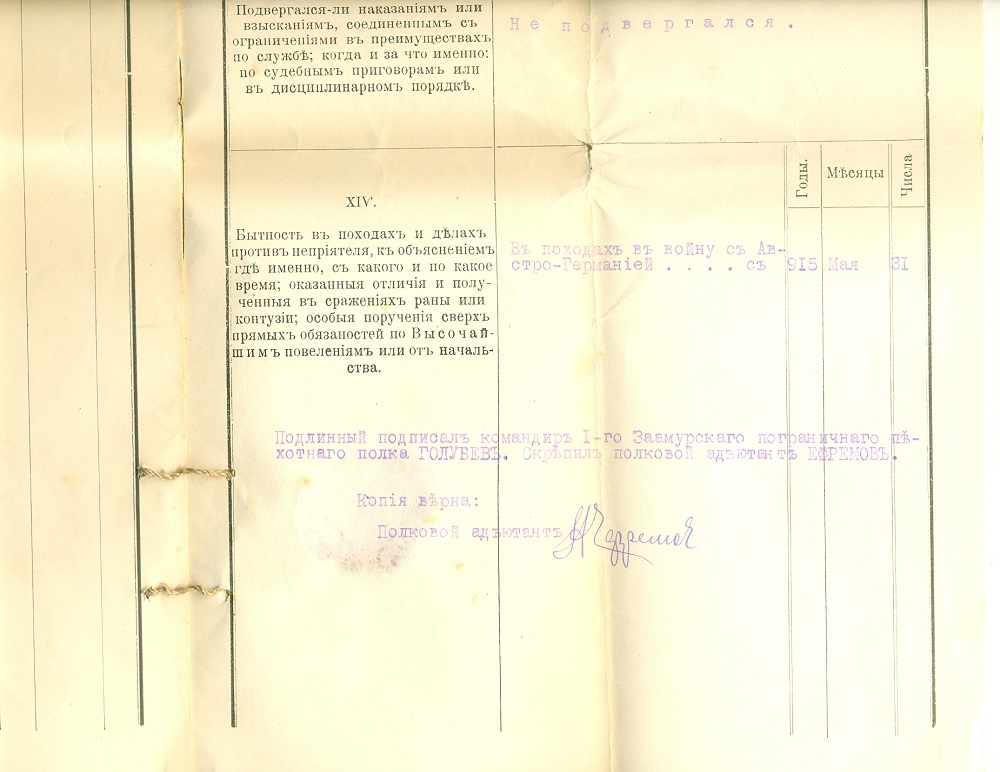 Подвергался-ли наказаніямъ или
взысканіямъ, соединеннымъ съ
ограниченіями въ преимуществахъ
по службѣ; когда и за что именно:
по судебнымъ приговорамъ или
въ дисциплинарномъ порядкѣ.
Не подвергался.
Годы.
Мѣсяцы
Числа
XIV.
Бытность въ походахъ и дѣлахъ
противъ непріятеля, къ объясненіемъ
гдѣ именно, съ какого и по какое
время; оказанныя отличія и полу-
ченныя въ сраженіяхъ раны или
контузіи; особыя порученія сверхъ
прямыхъ обязаностей по Высочай-
шимъ повеленіямъ или отъ началь-
ства.
Въ походахъ въ войну съ Ав-
стро-Германіей . . . . съ 915 Мая 31
Подлинный подписалъ командиръ I-го Заамурскаго пограничнаго пѣ-
хотнаго полка ГОЛУБЕВЪ. Скрѣпилъ полковой адъютантъ ЕФРЕМОВЪ.
Копія вѣрна:
Полковой адъютантъ